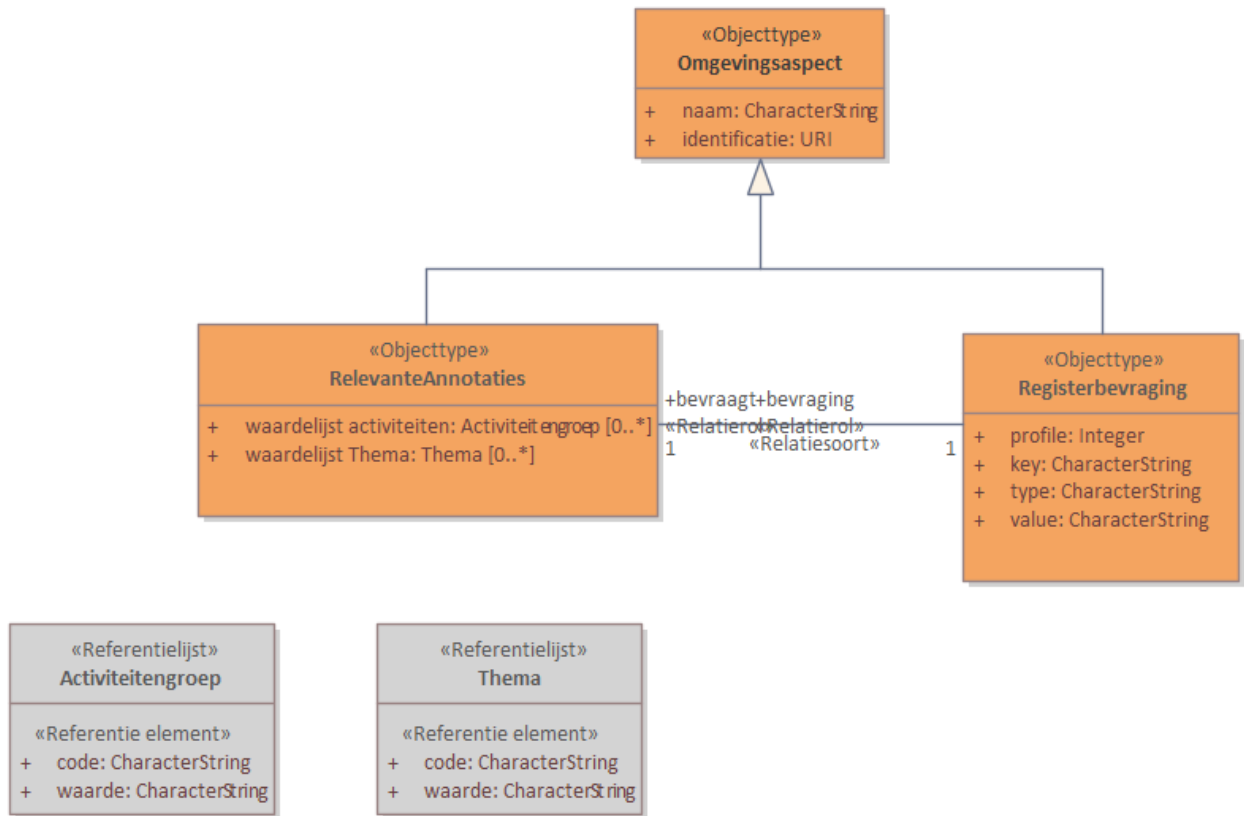 «Objecttype»
Omgevingsaspect
+ naam: CharacterString
+ identificatie: URI
«Objecttype»
RelevanteAnnotaties
+ waardelijst activiteiten: Activiteitengroep [0..*]
+ waardelijst Thema: Thema [0..*]
+bevraagt
+bevraging
«Relatierol»
«Relatierol»
«Relatiesoort»
1
1
«Objecttype»
Registerbevraging
+ profile: Integer
+ key: CharacterString
+ type: CharacterString
+ value: CharacterString
«Referentielijst»
Activiteitengroep
«Referentie element»
+ code: CharacterString
+ waarde: CharacterString
«Referentielijst»
Thema
«Referentie element»
+ code: CharacterString
+ waarde: CharacterString